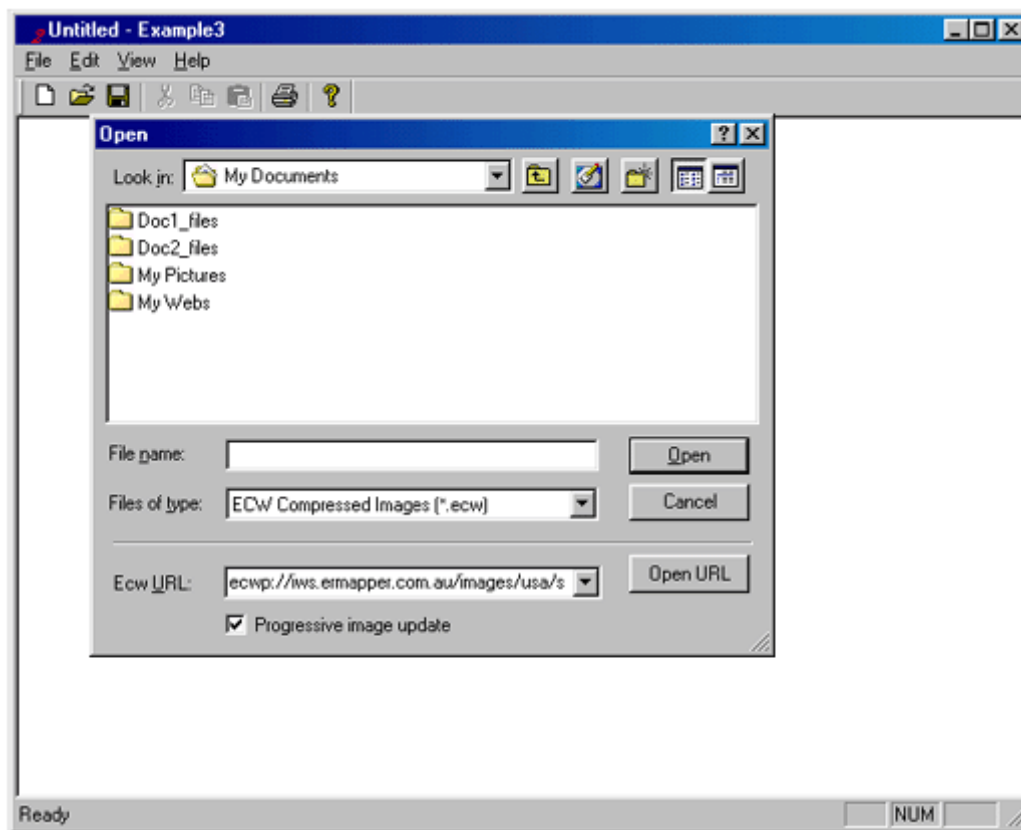 Untitled - Example3
File Edit View Help
Open
Look in: My Documents
Doc1_files
Doc2_files
My Pictures
My Webs
File name: Open
Files of type: ECW Compressed Images (*.ecw) Cancel
Ecw URL: ecwp://iws.ermapper.com.au/images/usa/s Open URL
Progressive image update
Ready NUM